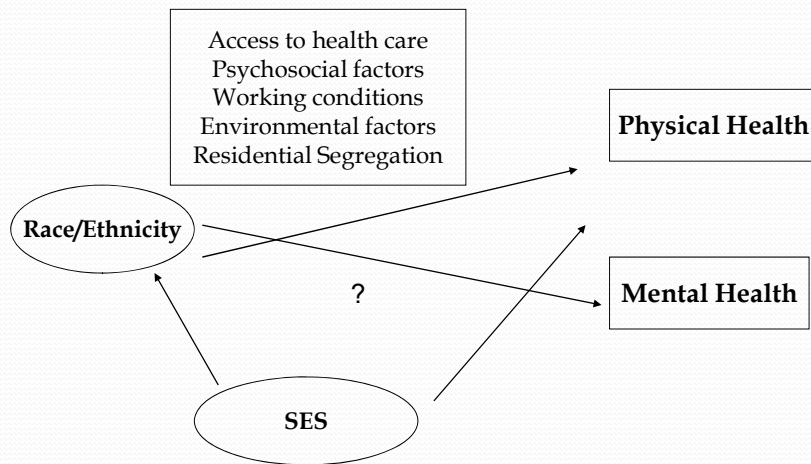 Access to health care
Psychosocial factors
Working conditions
Environmental factors
Residential Segregation
Physical Health
Race/Ethnicity
Mental Health
?
SES